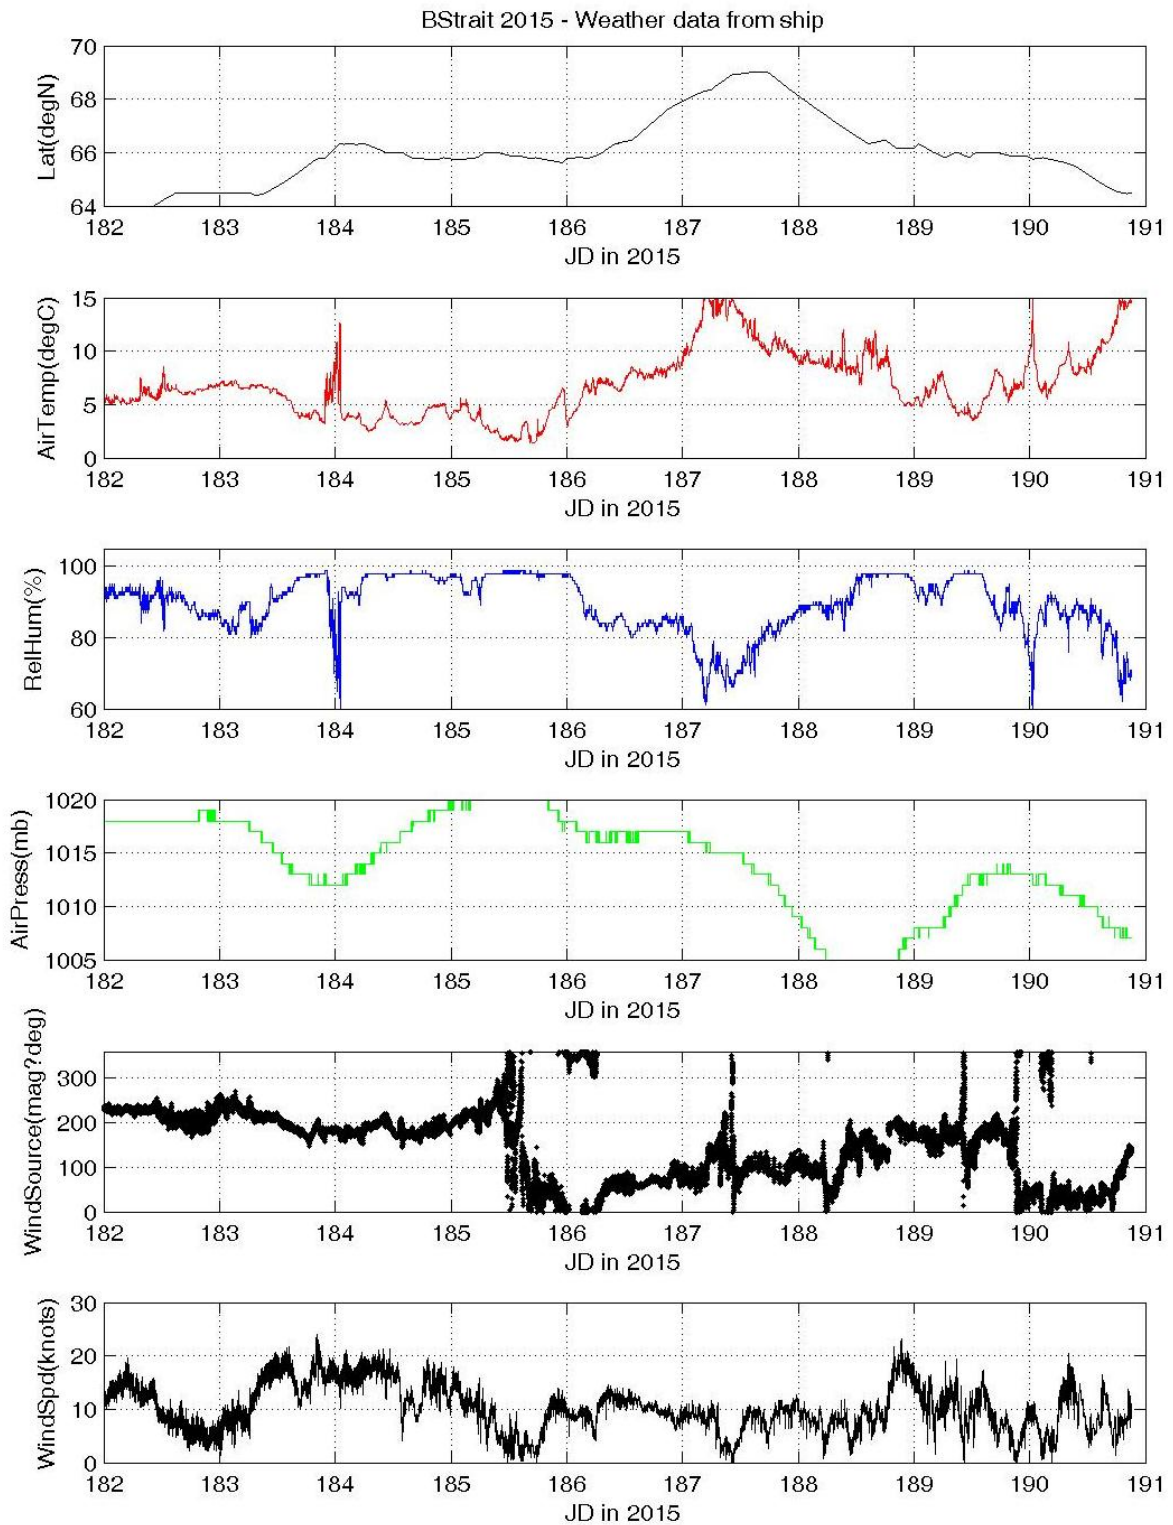 BStrait 2015 - Weather data from ship
70
68
66
64
Lat(degN)
182 183 184 185 186 187 188 189 190 191
JD in 2015
15
10
5
0
AirTemp(degC)
182 183 184 185 186 187 188 189 190 191
JD in 2015
100
80
60
RelHum(%)
182 183 184 185 186 187 188 189 190 191
JD in 2015
1020
1015
1010
1005
AirPress(mb)
182 183 184 185 186 187 188 189 190 191
JD in 2015
300
200
100
0
WindSource(mag?deg)
182 183 184 185 186 187 188 189 190 191
JD in 2015
30
20
10
0
WindSpd(knots)
182 183 184 185 186 187 188 189 190 191
JD in 2015